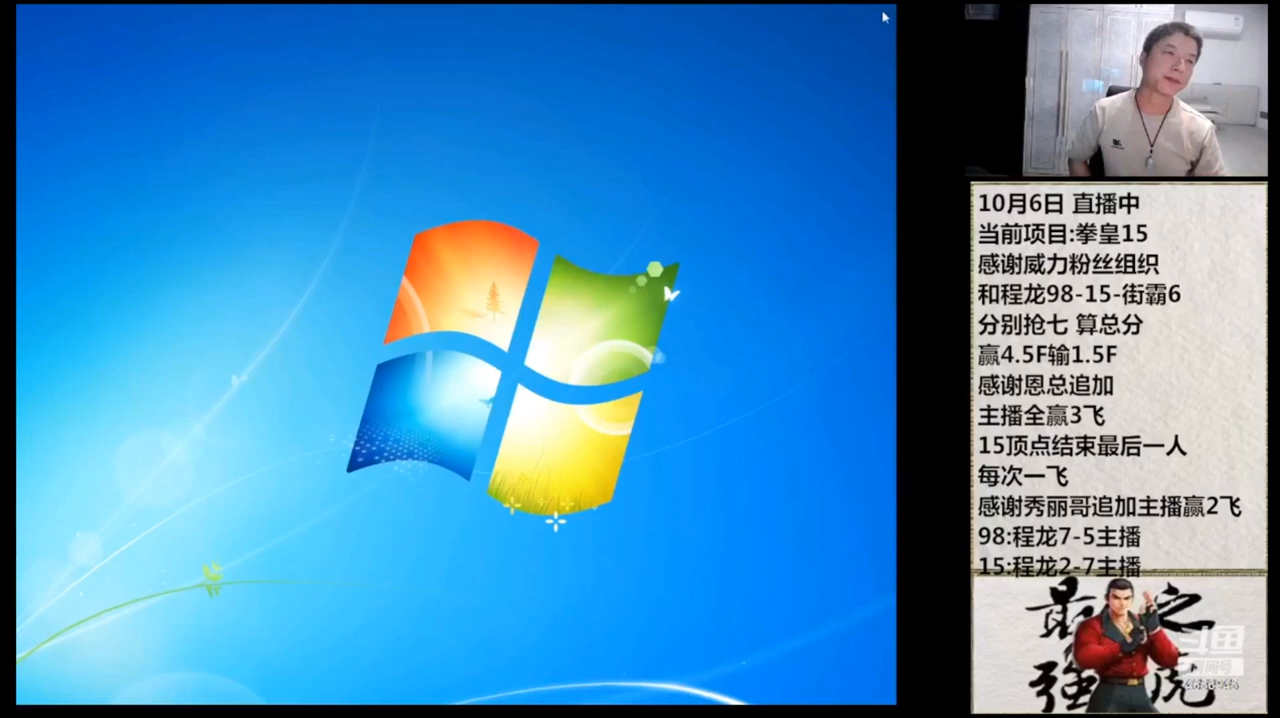 10月6日 直播中
当前项目:拳皇15
感谢威力粉丝组织
和程龙98-15-街霸6
分别抢七 算总分
赢4.5F输1.5F
感谢恩总追加
主播全赢3飞
15顶点结束最后一人
每次一飞
感谢秀丽哥追加主播赢2飞
98:程龙7-5主播
15:程龙2-7主播
最 之
强 虎
斗鱼